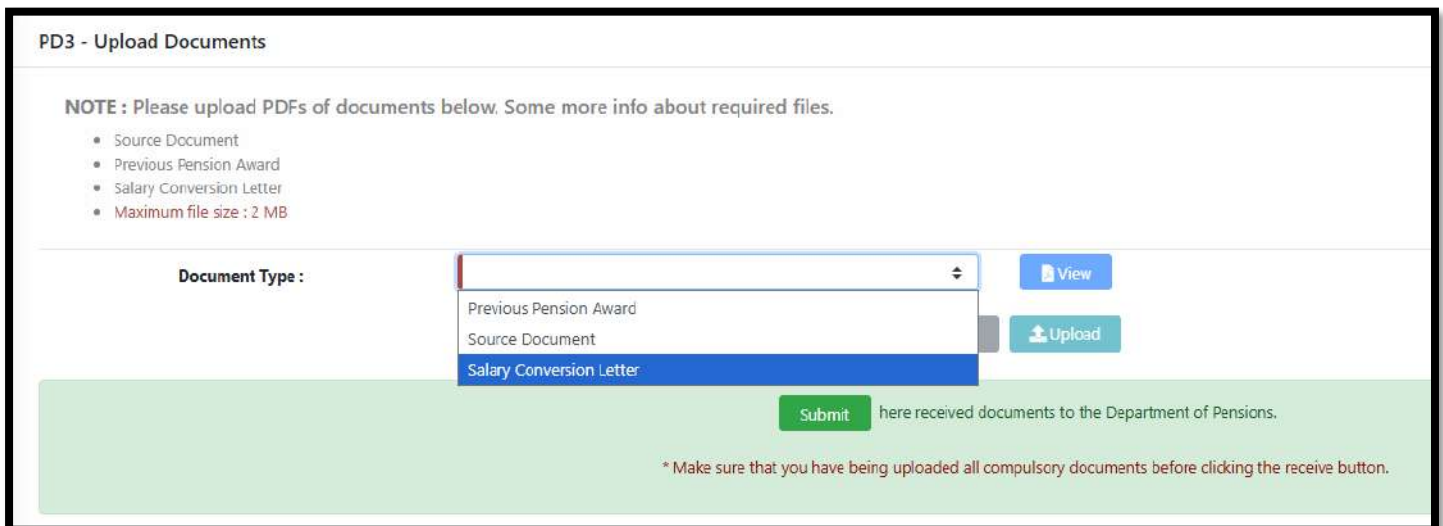 PD3 - Upload Documents
NOTE : Please upload PDFs of documents below. Some more info about required files.
Source Document
Previous Pension Award
Salary Conversion Letter
Maximum file size : 2 MB
Document Type :
View
Previous Pension Award
Source Document
Upload
Salary Conversion Letter
Submit here received documents to the Department of Pensions.
* Make sure that you have being uploaded all compulsory documents before clicking the receive button.